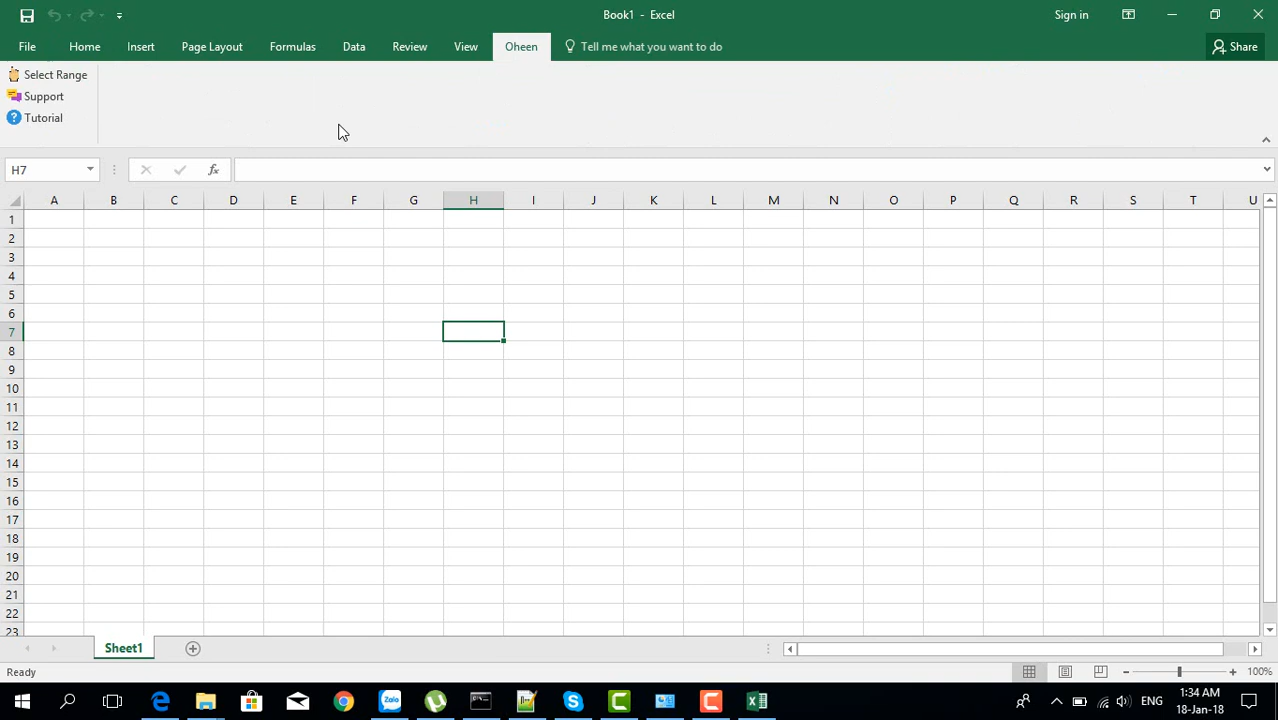 Book1 - Excel
Sign in
File Home Insert Page Layout Formulas Data Review View Oheen Tell me what you want to do Share
Select Range
Support
? Tutorial
H7 fx
A B C D E F G H I J K L M N O P Q R S T U
1
2
3
4
5
6
7
8
9
10
11
12
13
14
15
16
17
18
19
20
21
22
23
Sheet1
Ready
100%
Zalo
ENG
1:34 AM
18-Jan-18